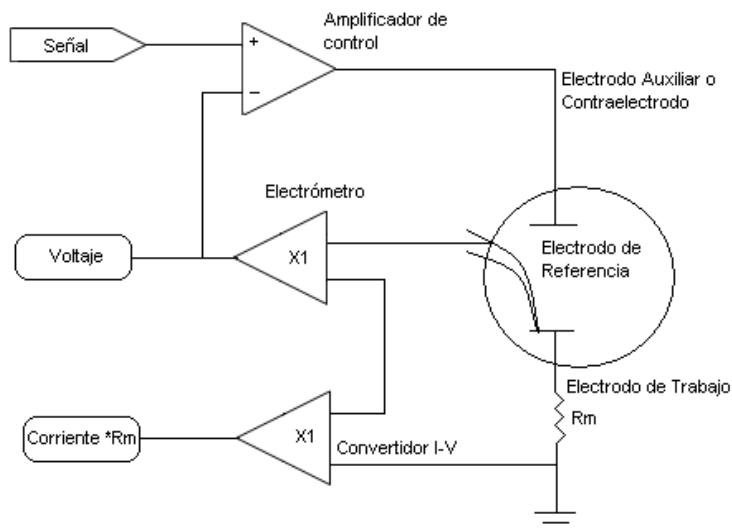 Amplificador de
control
Señal
+
−
Electrodo Auxiliar o
Contraelectrodo
Electrómetro
X1
Voltaje
Electrodo de
Referencia
Electrodo de Trabajo
Rm
X1
Corriente *Rm
Convertidor I-V